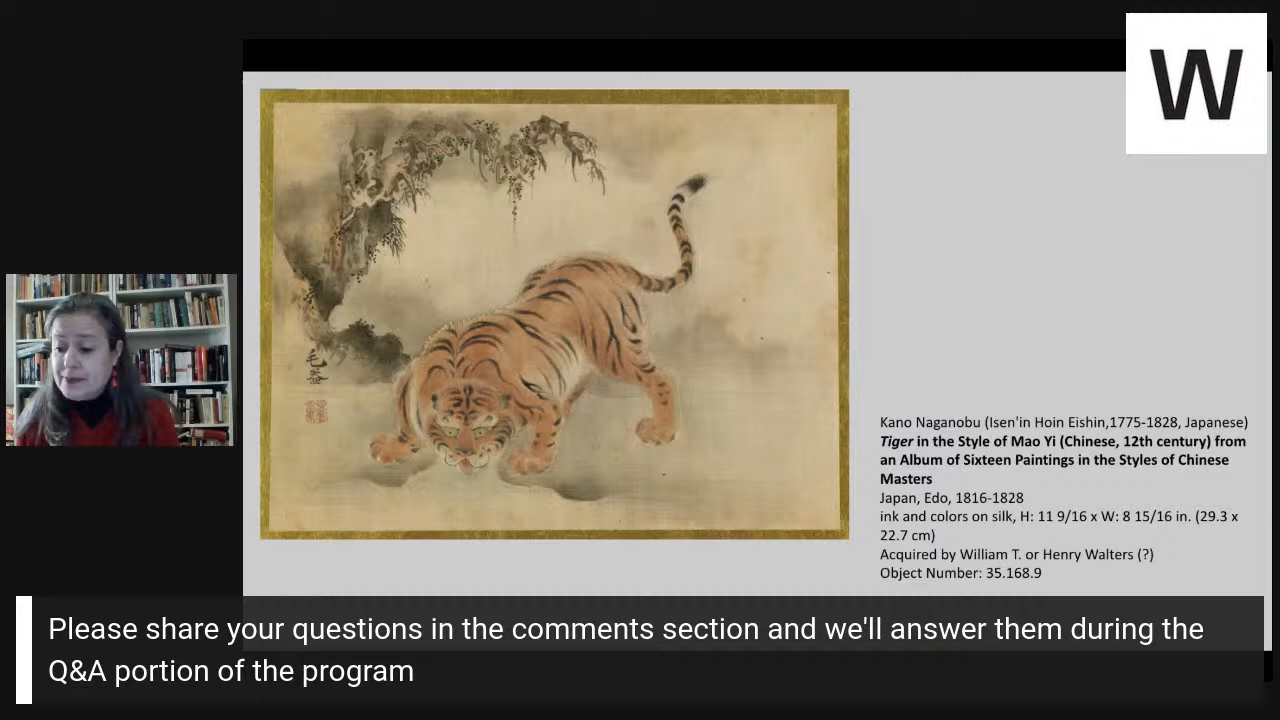 W
毛益
Kano Naganobu (Isen'in Hoin Eishin,1775-1828, Japanese)
Tiger in the Style of Mao Yi (Chinese, 12th century) from
an Album of Sixteen Paintings in the Styles of Chinese
Masters
Japan, Edo, 1816-1828
ink and colors on silk, H: 11 9/16 x W: 8 15/16 in. (29.3 x
22.7 cm)
Acquired by William T. or Henry Walters (?)
Object Number: 35.168.9
Please share your questions in the comments section and we'll answer them during the
Q&A portion of the program